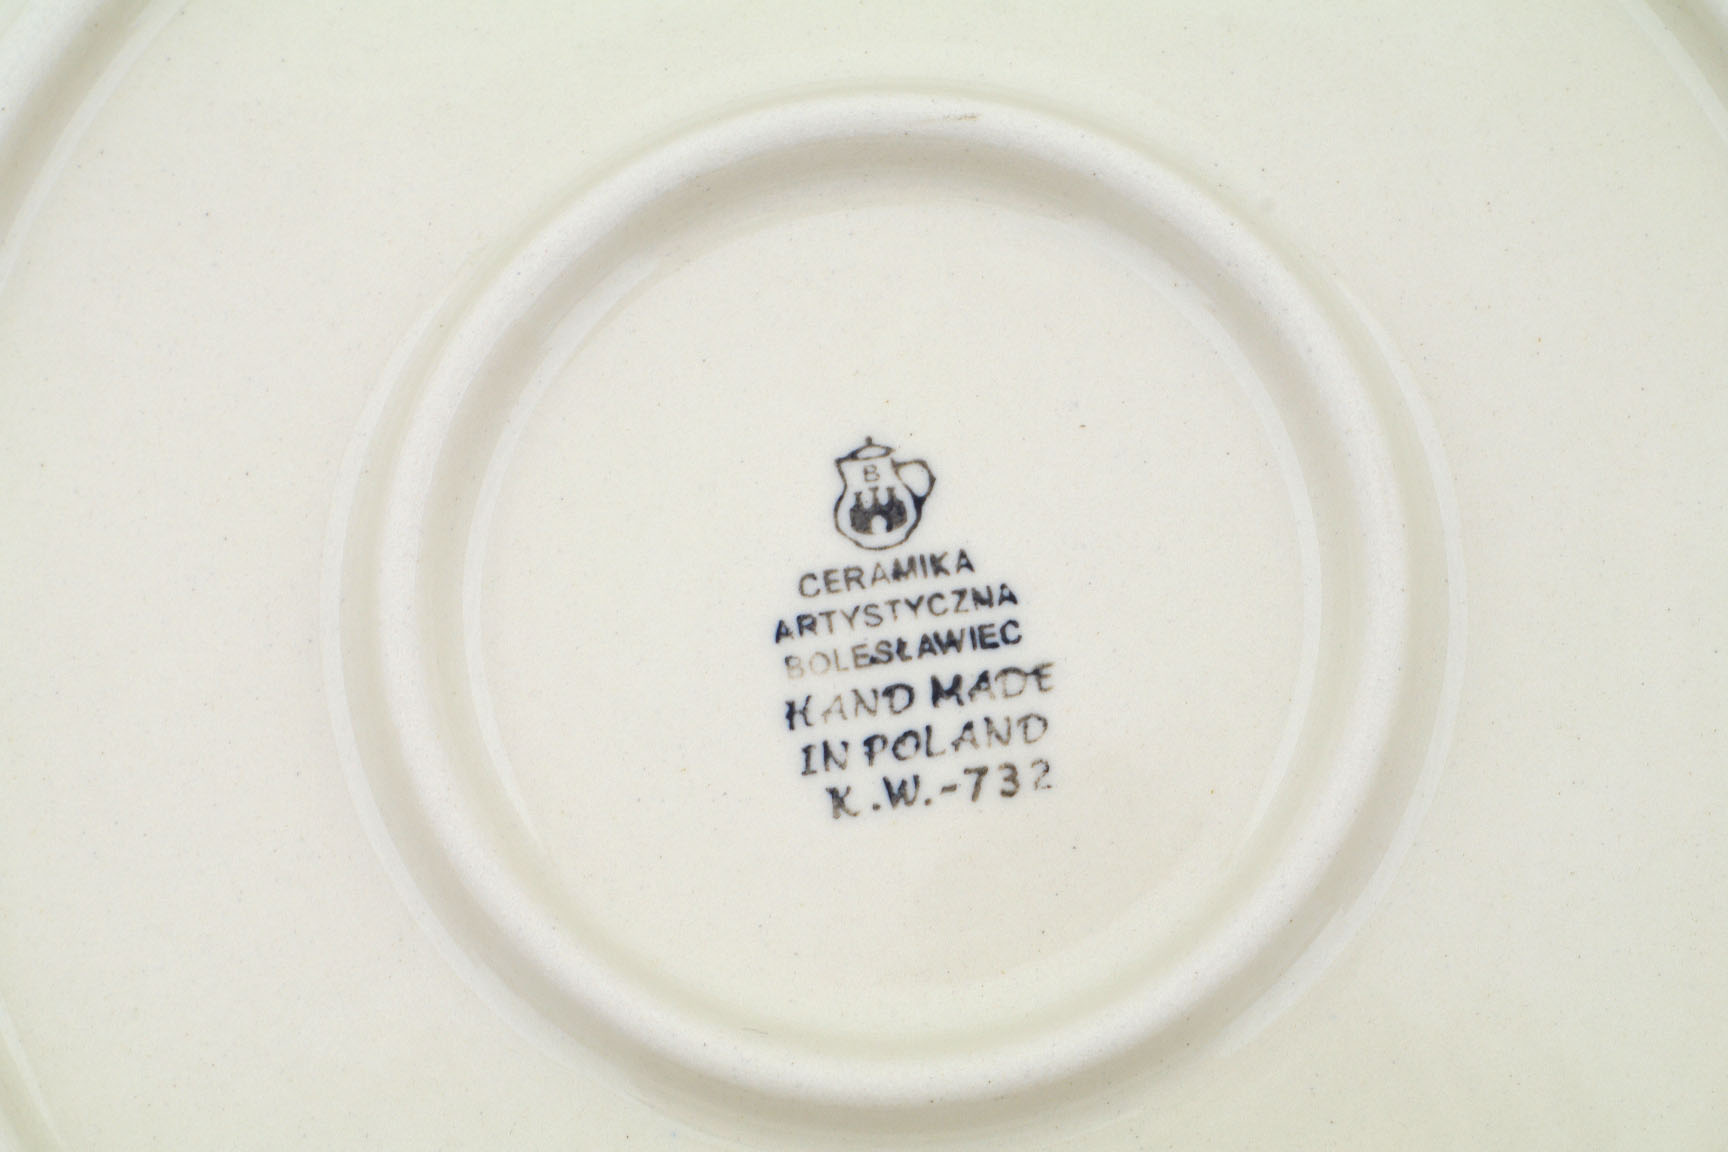 B
CERAMIKA
ARTYSTYCZNA
BOLESŁAWIEC
HAND MADE
IN POLAND
K.W.-732